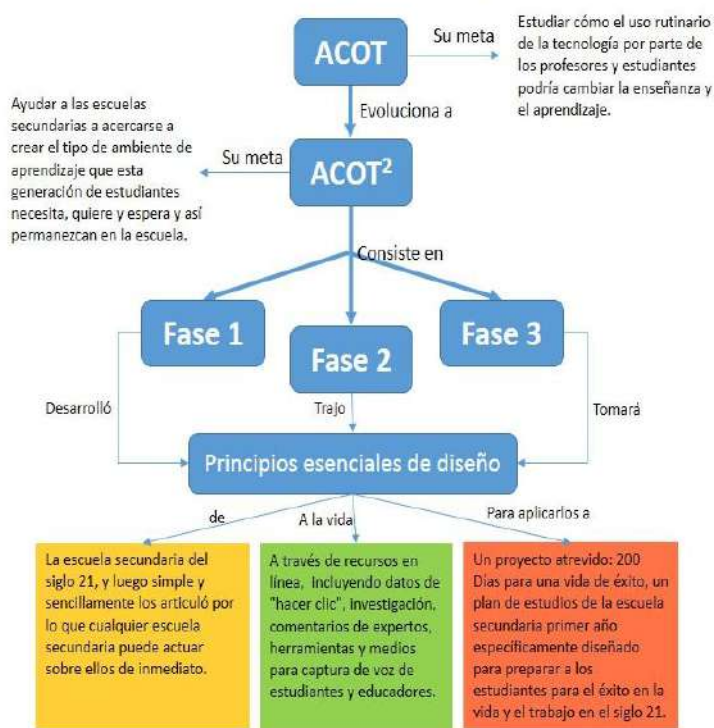 ACOT
Su meta
Estudiar cómo el uso rutinario
de la tecnología por parte de
los profesores y estudiantes
podría cambiar la enseñanza y
el aprendizaje.
Evoluciona a
Ayudar a las escuelas
secundarias a acercarse a
crear el tipo de ambiente de
aprendizaje que esta
generación de estudiantes
necesita, quiere y espera y así
permanezcan en la escuela.
Su meta
ACOT²
Consiste en
Fase 1
Fase 2
Fase 3
Desarrolló
Trajo
Tomará
Principios esenciales de diseño
de
A la vida
Para aplicarlos a
La escuela secundaria del
siglo 21, y luego simple y
sencillamente los articuló por
lo que cualquier escuela
secundaria puede actuar
sobre ellos de inmediato.
A través de recursos en
línea, incluyendo datos de
"hacer clic", investigación,
comentarios de expertos,
herramientas y medios
para captura de voz de
estudiantes y educadores.
Un proyecto atrevido: 200
Días para una vida de éxito, un
plan de estudios de la escuela
secundaria primer año
específicamente diseñado
para preparar a los
estudiantes para el éxito en la
vida y el trabajo en el siglo 21.